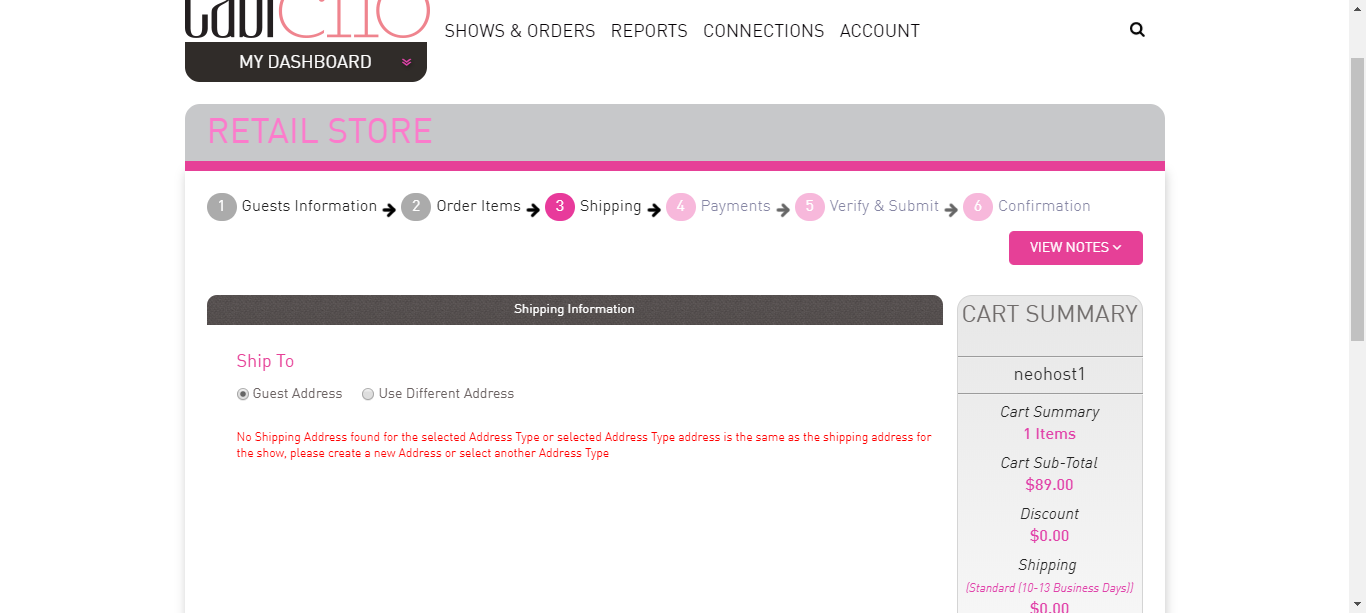 SHOWS & ORDERS REPORTS CONNECTIONS ACCOUNT
MY DASHBOARD
RETAIL STORE
1 Guests Information 2 Order Items 3 Shipping 4 Payments 5 Verify & Submit 6 Confirmation
VIEW NOTES
Shipping Information
Ship To
Guest Address Use Different Address
No Shipping Address found for the selected Address Type or selected Address Type address is the same as the shipping address for
the show, please create a new Address or select another Address Type
CART SUMMARY
neohost1
Cart Summary
1 Items
Cart Sub-Total
$89.00
Discount
$0.00
Shipping
(Standard (10-13 Business Days))
$0.00